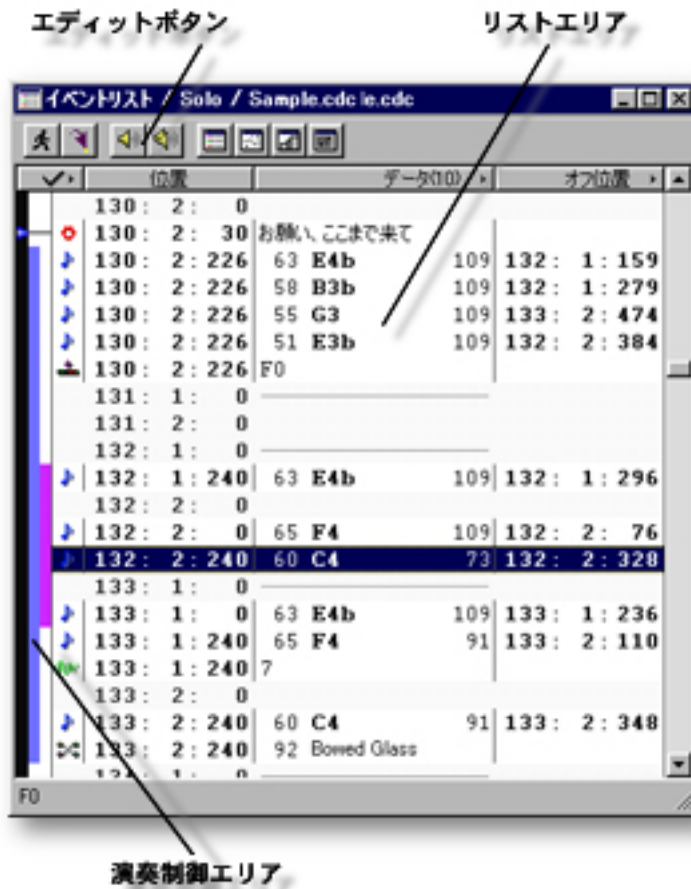 エディットボタン リストエリア
イベントリスト / Solo / Sample.cdc le.cdc
位置 データ(10) オフ位置
130: 2: 0
130: 2: 30 お願い、ここまで来て
130: 2: 226 63 E4b 109 132: 1: 159
130: 2: 226 58 B3b 109 132: 1: 279
130: 2: 226 55 G3 109 133: 2: 474
130: 2: 226 51 E3b 109 132: 2: 384
130: 2: 226 F0
131: 1: 0
131: 2: 0
132: 1: 0
132: 1: 240 63 E4b 109 132: 1: 296
132: 2: 0
132: 2: 0 65 F4 109 132: 2: 76
132: 2: 240 60 C4 73 132: 2: 328
133: 1: 0
133: 1: 0 63 E4b 109 133: 1: 236
133: 1: 240 65 F4 91 133: 2: 110
133: 1: 240 7
133: 2: 0
133: 2: 240 60 C4 91 133: 2: 348
133: 2: 240 92 Bowed Glass
F0
演奏制御エリア